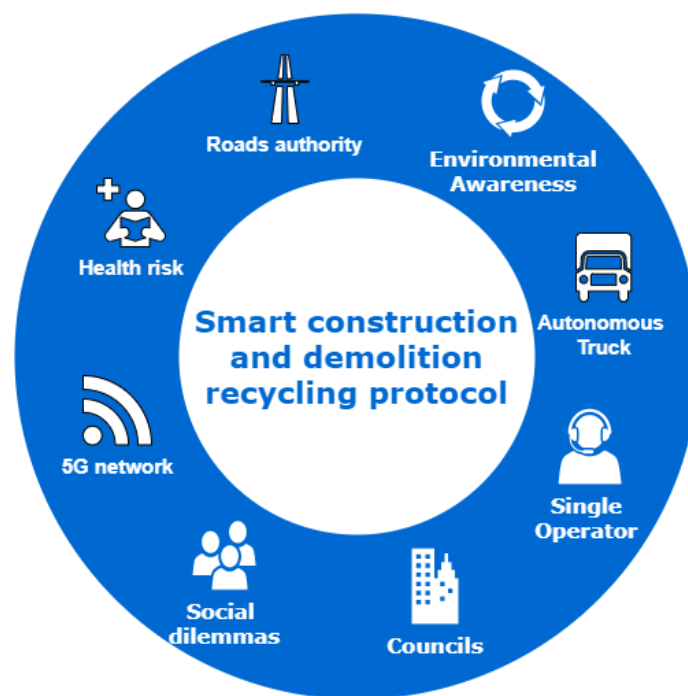 Roads authority
Environmental
Awareness
Health risk
Smart construction
and demolition
recycling protocol
Autonomous
Truck
5G network
Single
Operator
Social
dilemmas
Councils